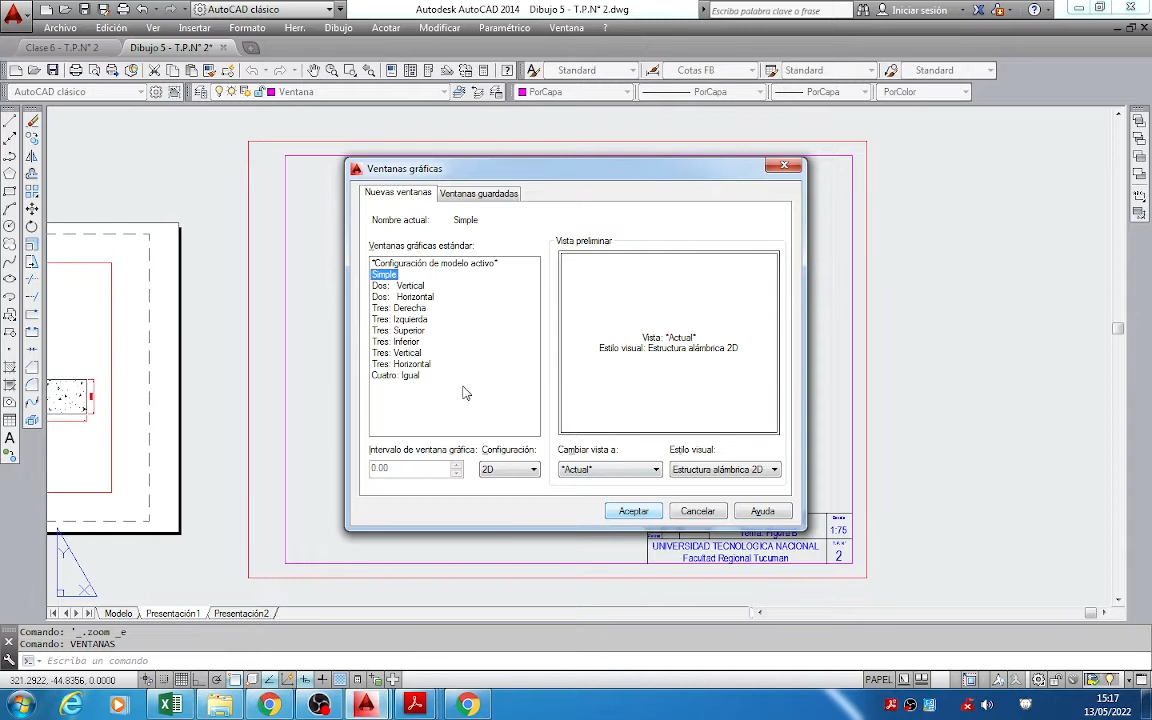 AutoCAD clásico
Autodesk AutoCAD 2014
Dibujo 5 - T.P.N° 2.dwg
Escriba palabra clave o frase
Iniciar sesión
Archivo Edición Ver Insertar Formato Herr. Dibujo Acotar Modificar Paramétrico Ventana ?
Clase 6 - T.P.N° 2
Dibujo 5 - T.P.N° 2*
Standard
Cotas FB
Standard
Standard
AutoCAD clásico
Ventana
PorCapa
PorCapa
PorCapa
PorColor
Ventanas gráficas
Nuevas ventanas
Ventanas guardadas
Nombre actual: Simple
Ventanas gráficas estándar:
Vista preliminar
*Configuración de modelo activo*
Simple
Dos: Vertical
Dos: Horizontal
Tres: Derecha
Tres: Izquierda
Tres: Superior
Tres: Inferior
Tres: Vertical
Tres: Horizontal
Cuatro: Igual
Vista: *Actual*
Estilo visual: Estructura alámbrica 2D
Intervalo de ventana gráfica:
Configuración:
Cambiar vista a:
Estilo visual:
0.00
2D
*Actual*
Estructura alámbrica 2D
Aceptar
Cancelar
Ayuda
1:75
UNIVERSIDAD TECNOLOGICA NACIONAL
Facultad Regional Tucuman
2
Y
X
Modelo
Presentación1
Presentación2
Comando: '_.zoom _e
Comando: VENTANAS
Escriba un comando
321.2922, -44.8356, 0.0000
PAPEL
15:17
13/05/2022